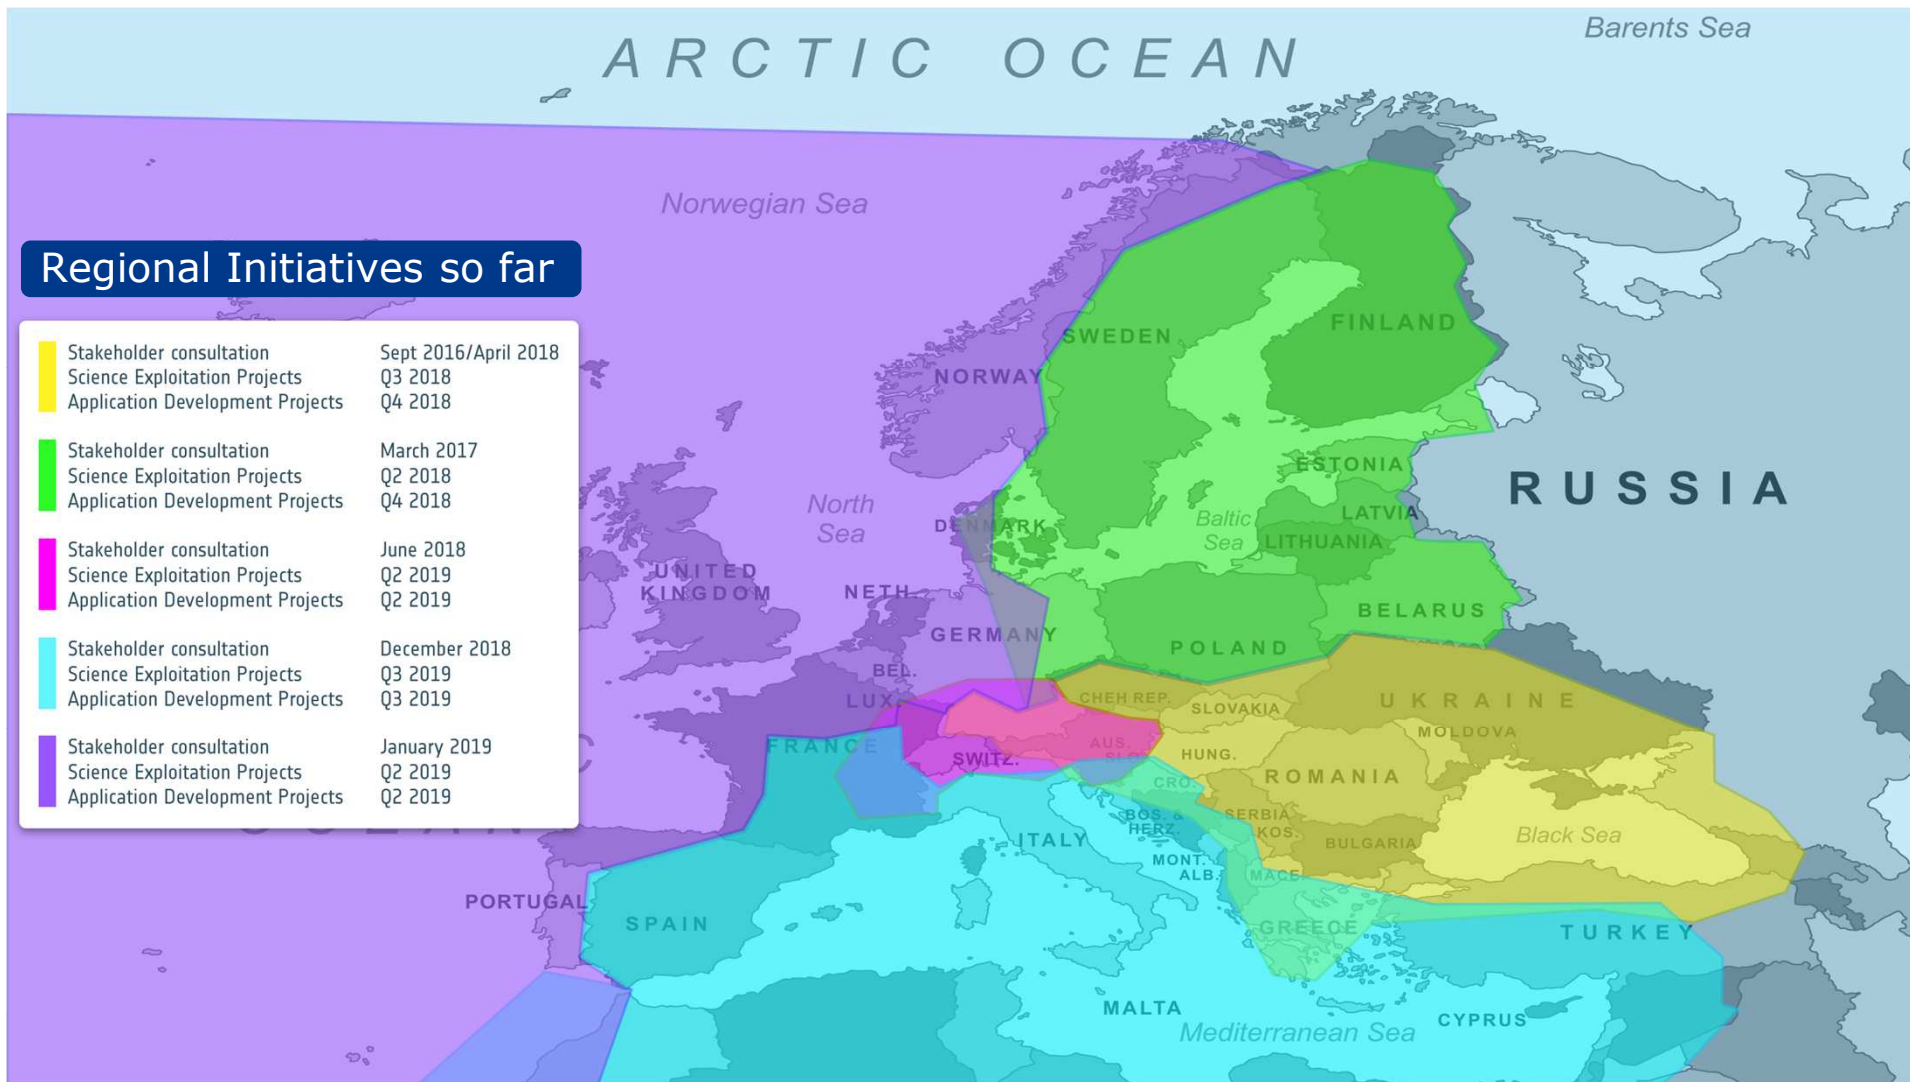 Barents Sea
ARCTIC OCEAN
Norwegian Sea
Regional Initiatives so far
Stakeholder consultation Sept 2016/April 2018
Science Exploitation Projects Q3 2018
Application Development Projects Q4 2018
Stakeholder consultation March 2017
Science Exploitation Projects Q2 2018
Application Development Projects Q4 2018
Stakeholder consultation June 2018
Science Exploitation Projects Q2 2019
Application Development Projects Q2 2019
Stakeholder consultation December 2018
Science Exploitation Projects Q3 2019
Application Development Projects Q3 2019
Stakeholder consultation January 2019
Science Exploitation Projects Q2 2019
Application Development Projects Q2 2019
FINLAND
SWEDEN
NORWAY
ESTONIA
RUSSIA
North
Sea
LATVIA
DENMARK
Baltic
Sea
LITHUANIA
UNITED
KINGDOM
NETH.
BELARUS
GERMANY
POLAND
BEL.
LUX.
CHEH REP.
SLOVAKIA
UKRAINE
MOLDOVA
FRANCE
AUS.
SLO.
SWITZ.
HUNG.
ROMANIA
CRO.
BOS. &
HERZ.
SERBIA
KOS.
ITALY
BULGARIA
Black Sea
MONT.
ALB.
MACE.
PORTUGAL
SPAIN
GREECE
TURKEY
MALTA
CYPRUS
Mediterranean Sea